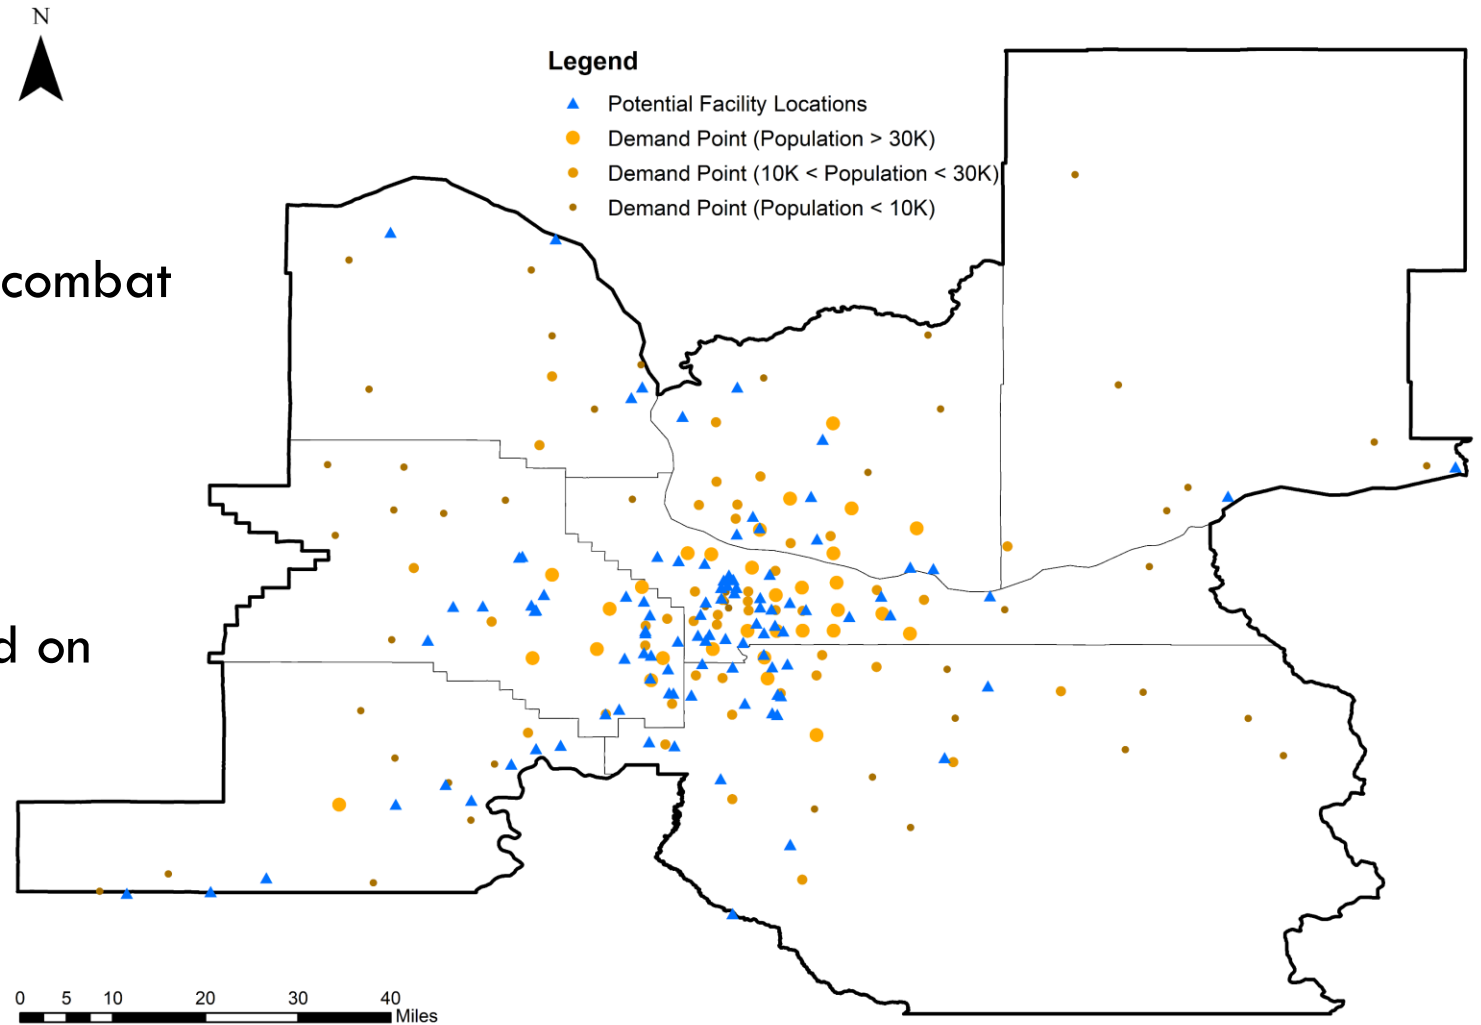 N
Legend
Potential Facility Locations
Demand Point (Population > 30K)
Demand Point (10K < Population < 30K)
Demand Point (Population < 10K)
combat
d on
0 5 10 20 30 40
Miles